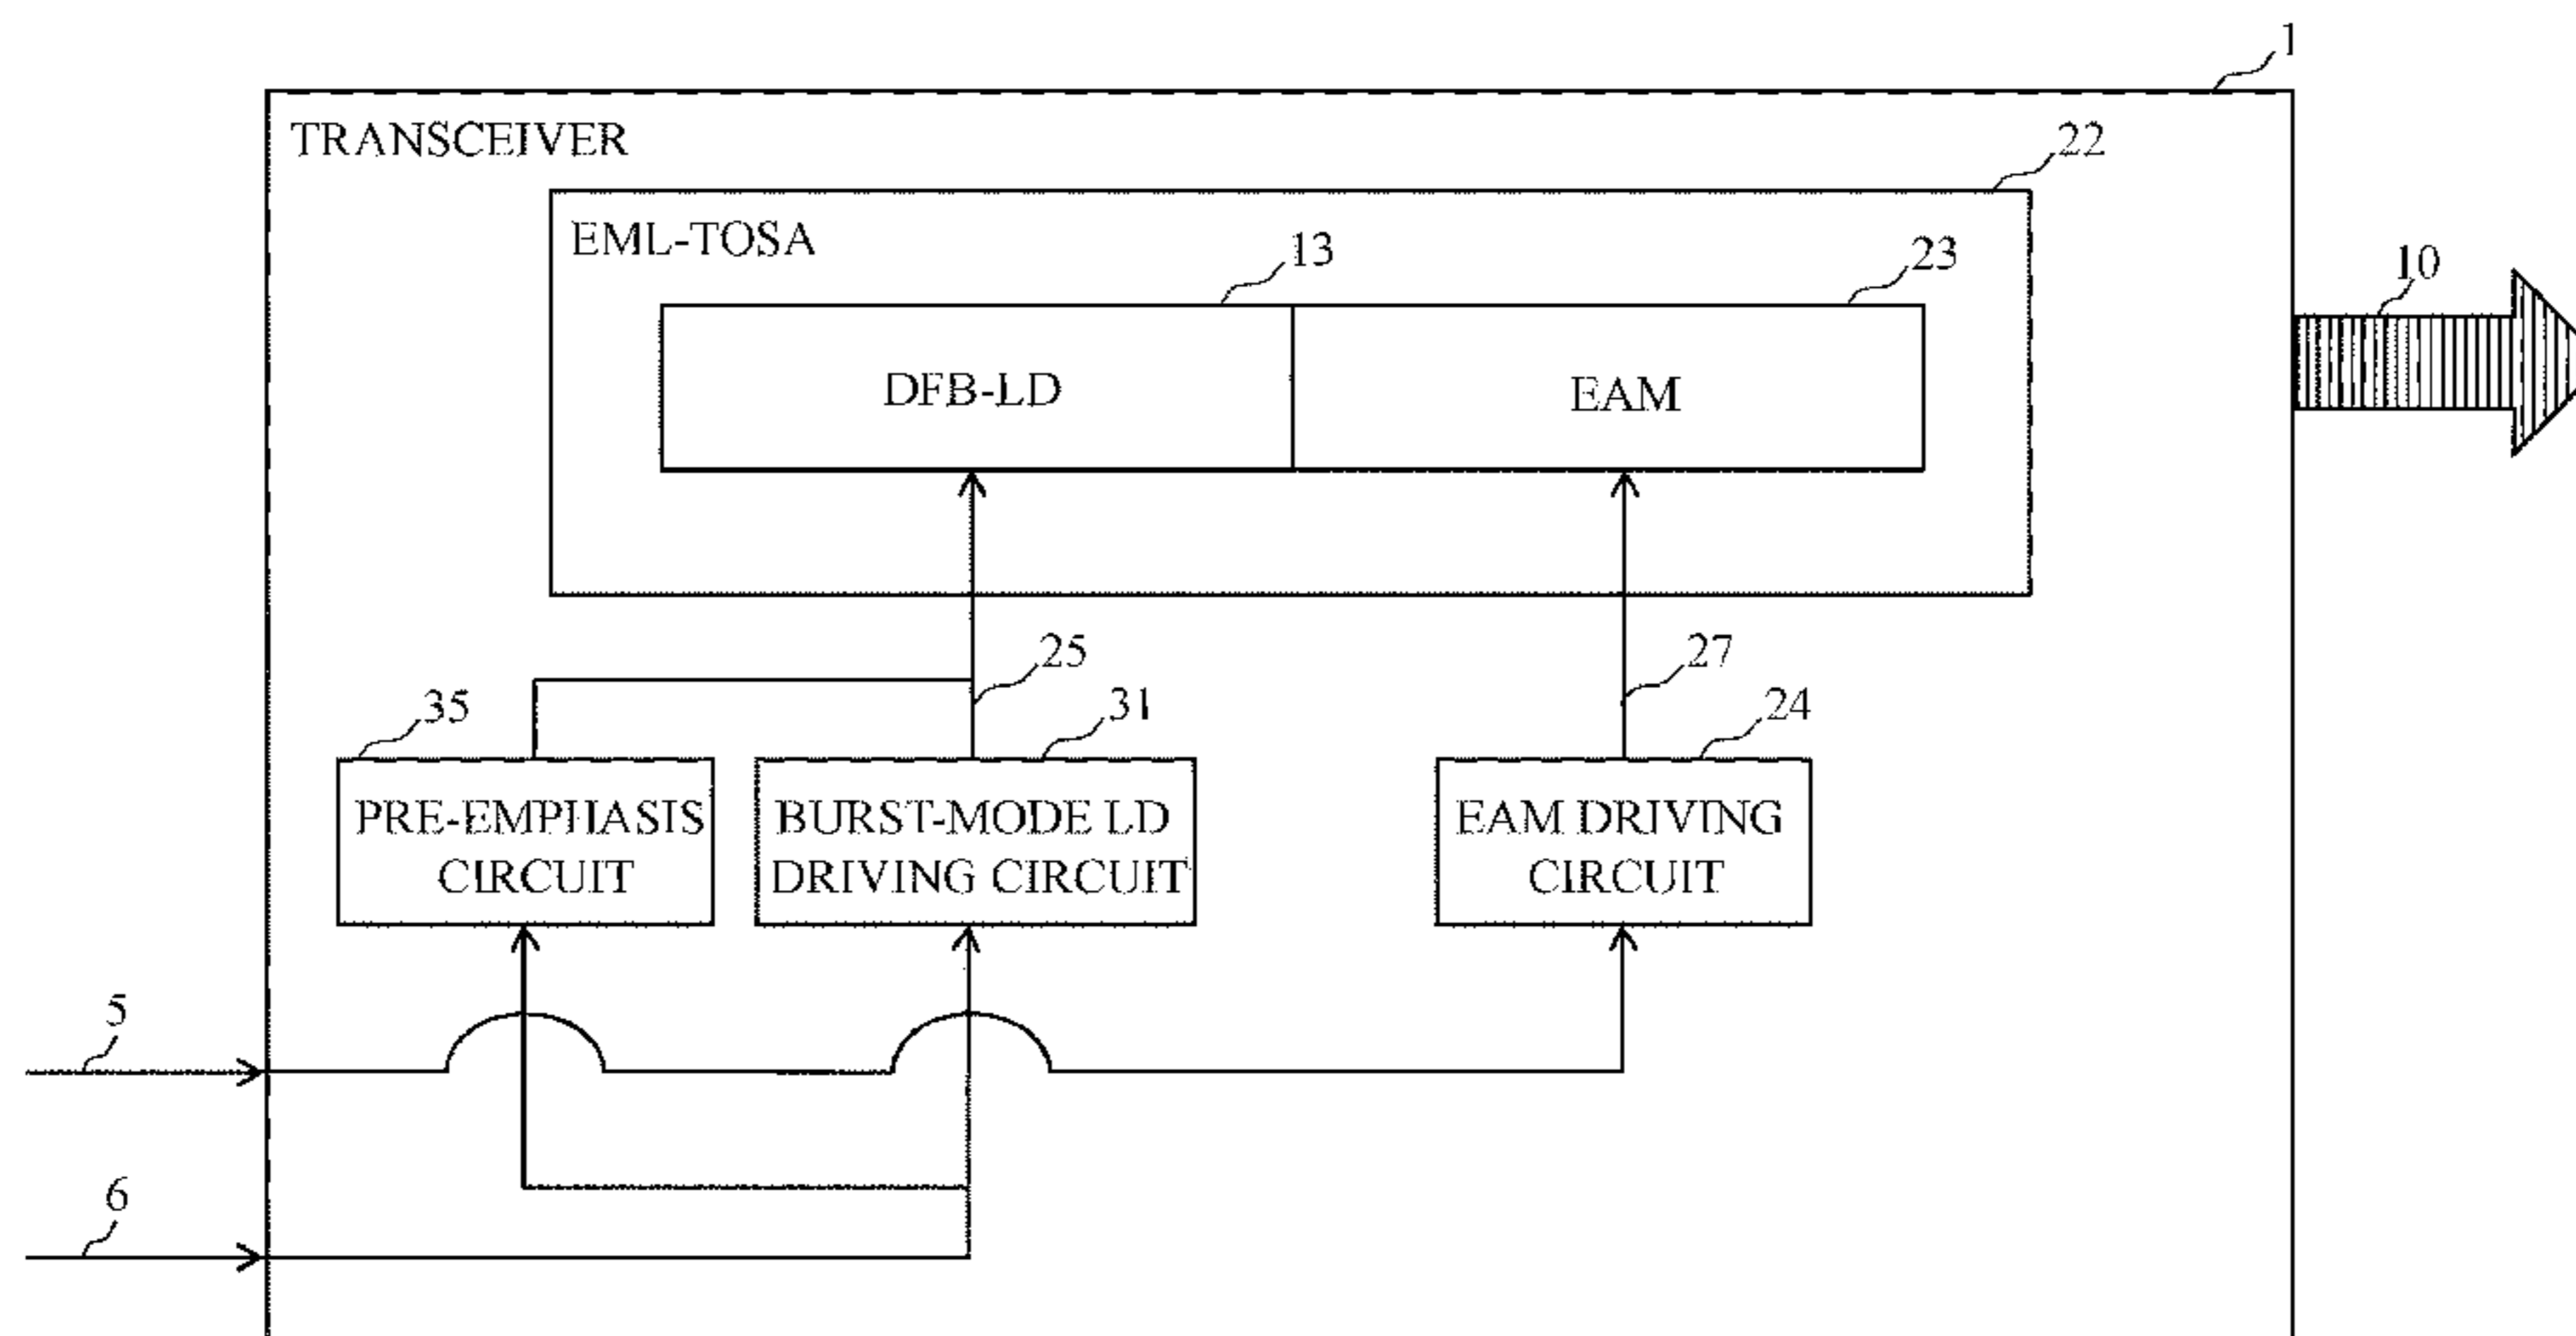 1
TRANSCEIVER
22
EML-TOSA
13
23
10
DFB-LD
EAM
25
27
35
31
24
PRE-EMPHASIS
CIRCUIT
BURST-MODE LD
DRIVING CIRCUIT
EAM DRIVING
CIRCUIT
5
6